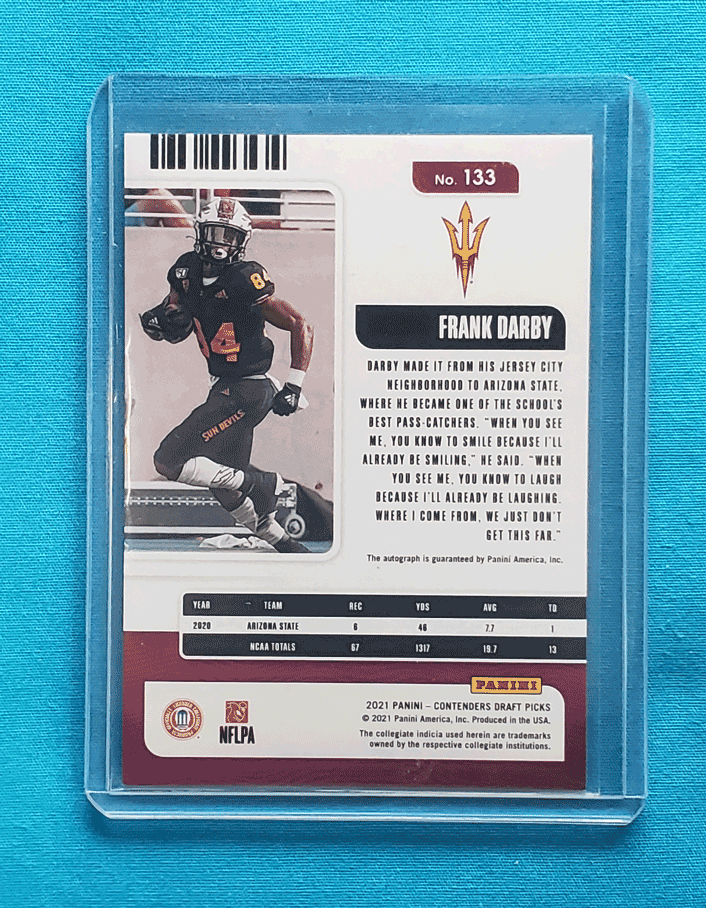 No. 133
84
84
SUN DEVILS
FRANK DARBY
DARBY MADE IT FROM HIS JERSEY CITY
NEIGHBORHOOD TO ARIZONA STATE,
WHERE HE BECAME ONE OF THE SCHOOL'S
BEST PASS-CATCHERS. "WHEN YOU SEE
ME, YOU KNOW TO SMILE BECAUSE I'LL
ALREADY BE SMILING," HE SAID. "WHEN
YOU SEE ME, YOU KNOW TO LAUGH
BECAUSE I'LL ALREADY BE LAUGHING.
WHERE I COME FROM, WE JUST DON'T
GET THIS FAR."
The autograph is guaranteed by Panini America, Inc.
YEAR TEAM REC YDS AVG TD
2020 ARIZONA STATE 6 46 7.7 1
NCAA TOTALS 67 1317 19.7 13
PANINI
NFLPA
2021 PANINI – CONTENDERS DRAFT PICKS
© 2021 Panini America, Inc. Produced in the USA.
The collegiate indicia used herein are trademarks
owned by the respective collegiate institutions.